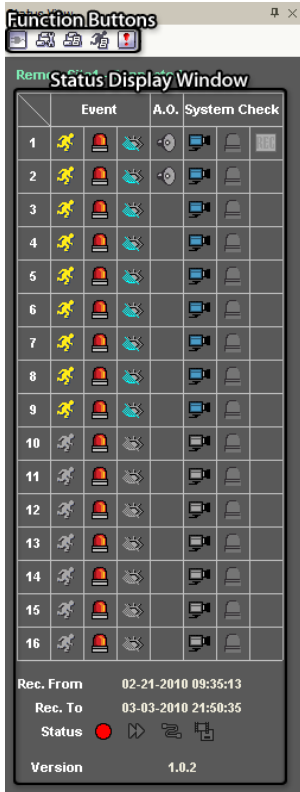 Function Buttons
Status Display Window
Event A.O. System Check
1 REC
2
3
4
5
6
7
8
9
10
11
12
13
14
15
16
Rec. From 02-21-2010 09:35:13
Rec. To 03-03-2010 21:50:35
Status
Version 1.0.2